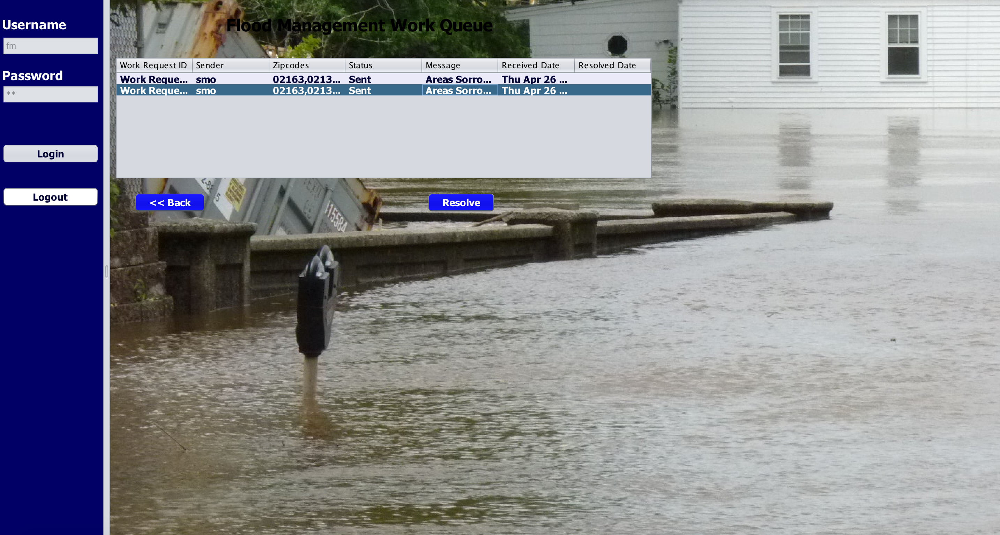 Username
fm
Password
**
Login
Logout
Flood Management Work Queue
Work Request ID Sender Zipcodes Status Message Received Date Resolved Date
Work Reque... smo 02163,0213... Sent Areas Sorro... Thu Apr 26 ...
Work Reque... smo 02163,0213... Sent Areas Sorro... Thu Apr 26 ...
<< Back
Resolve
115584